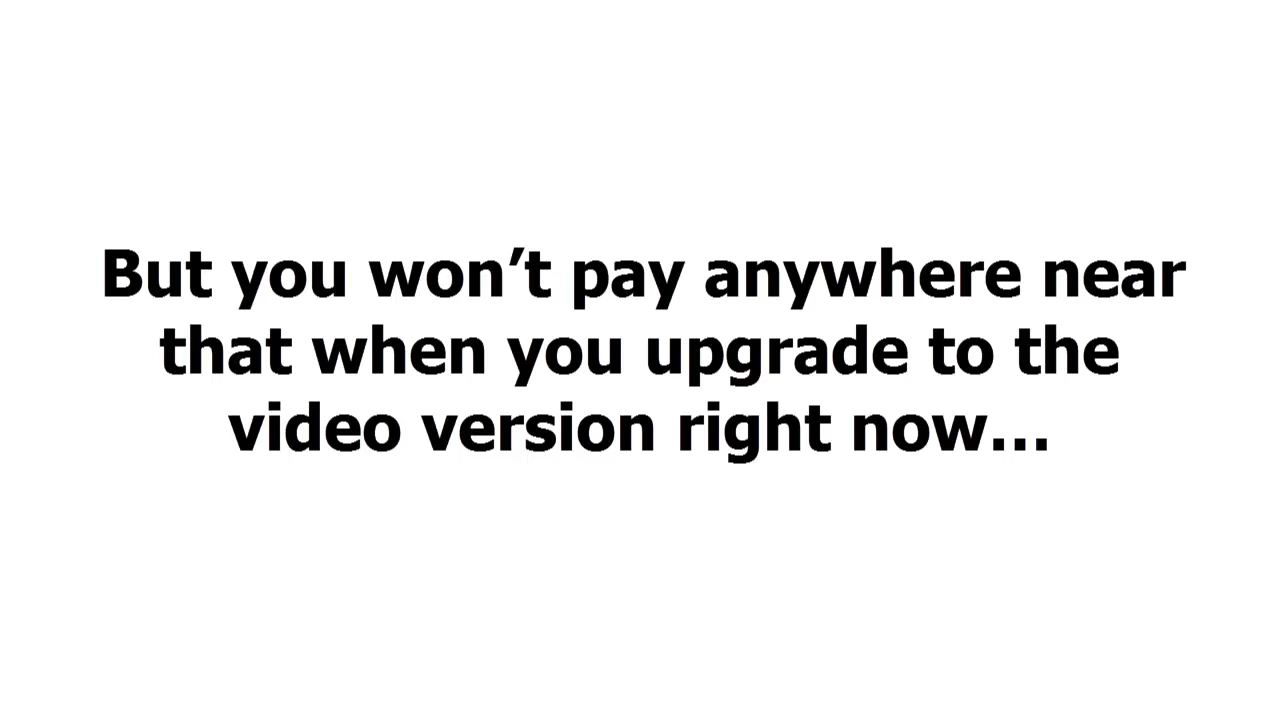 But you won’t pay anywhere near
that when you upgrade to the
video version right now…